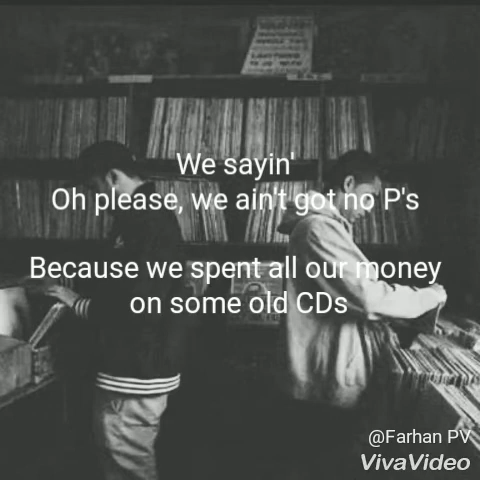 We sayin'
Oh please, we ain't got no P's
Because we spent all our money
on some old CDs
@Farhan PV
VivaVideo